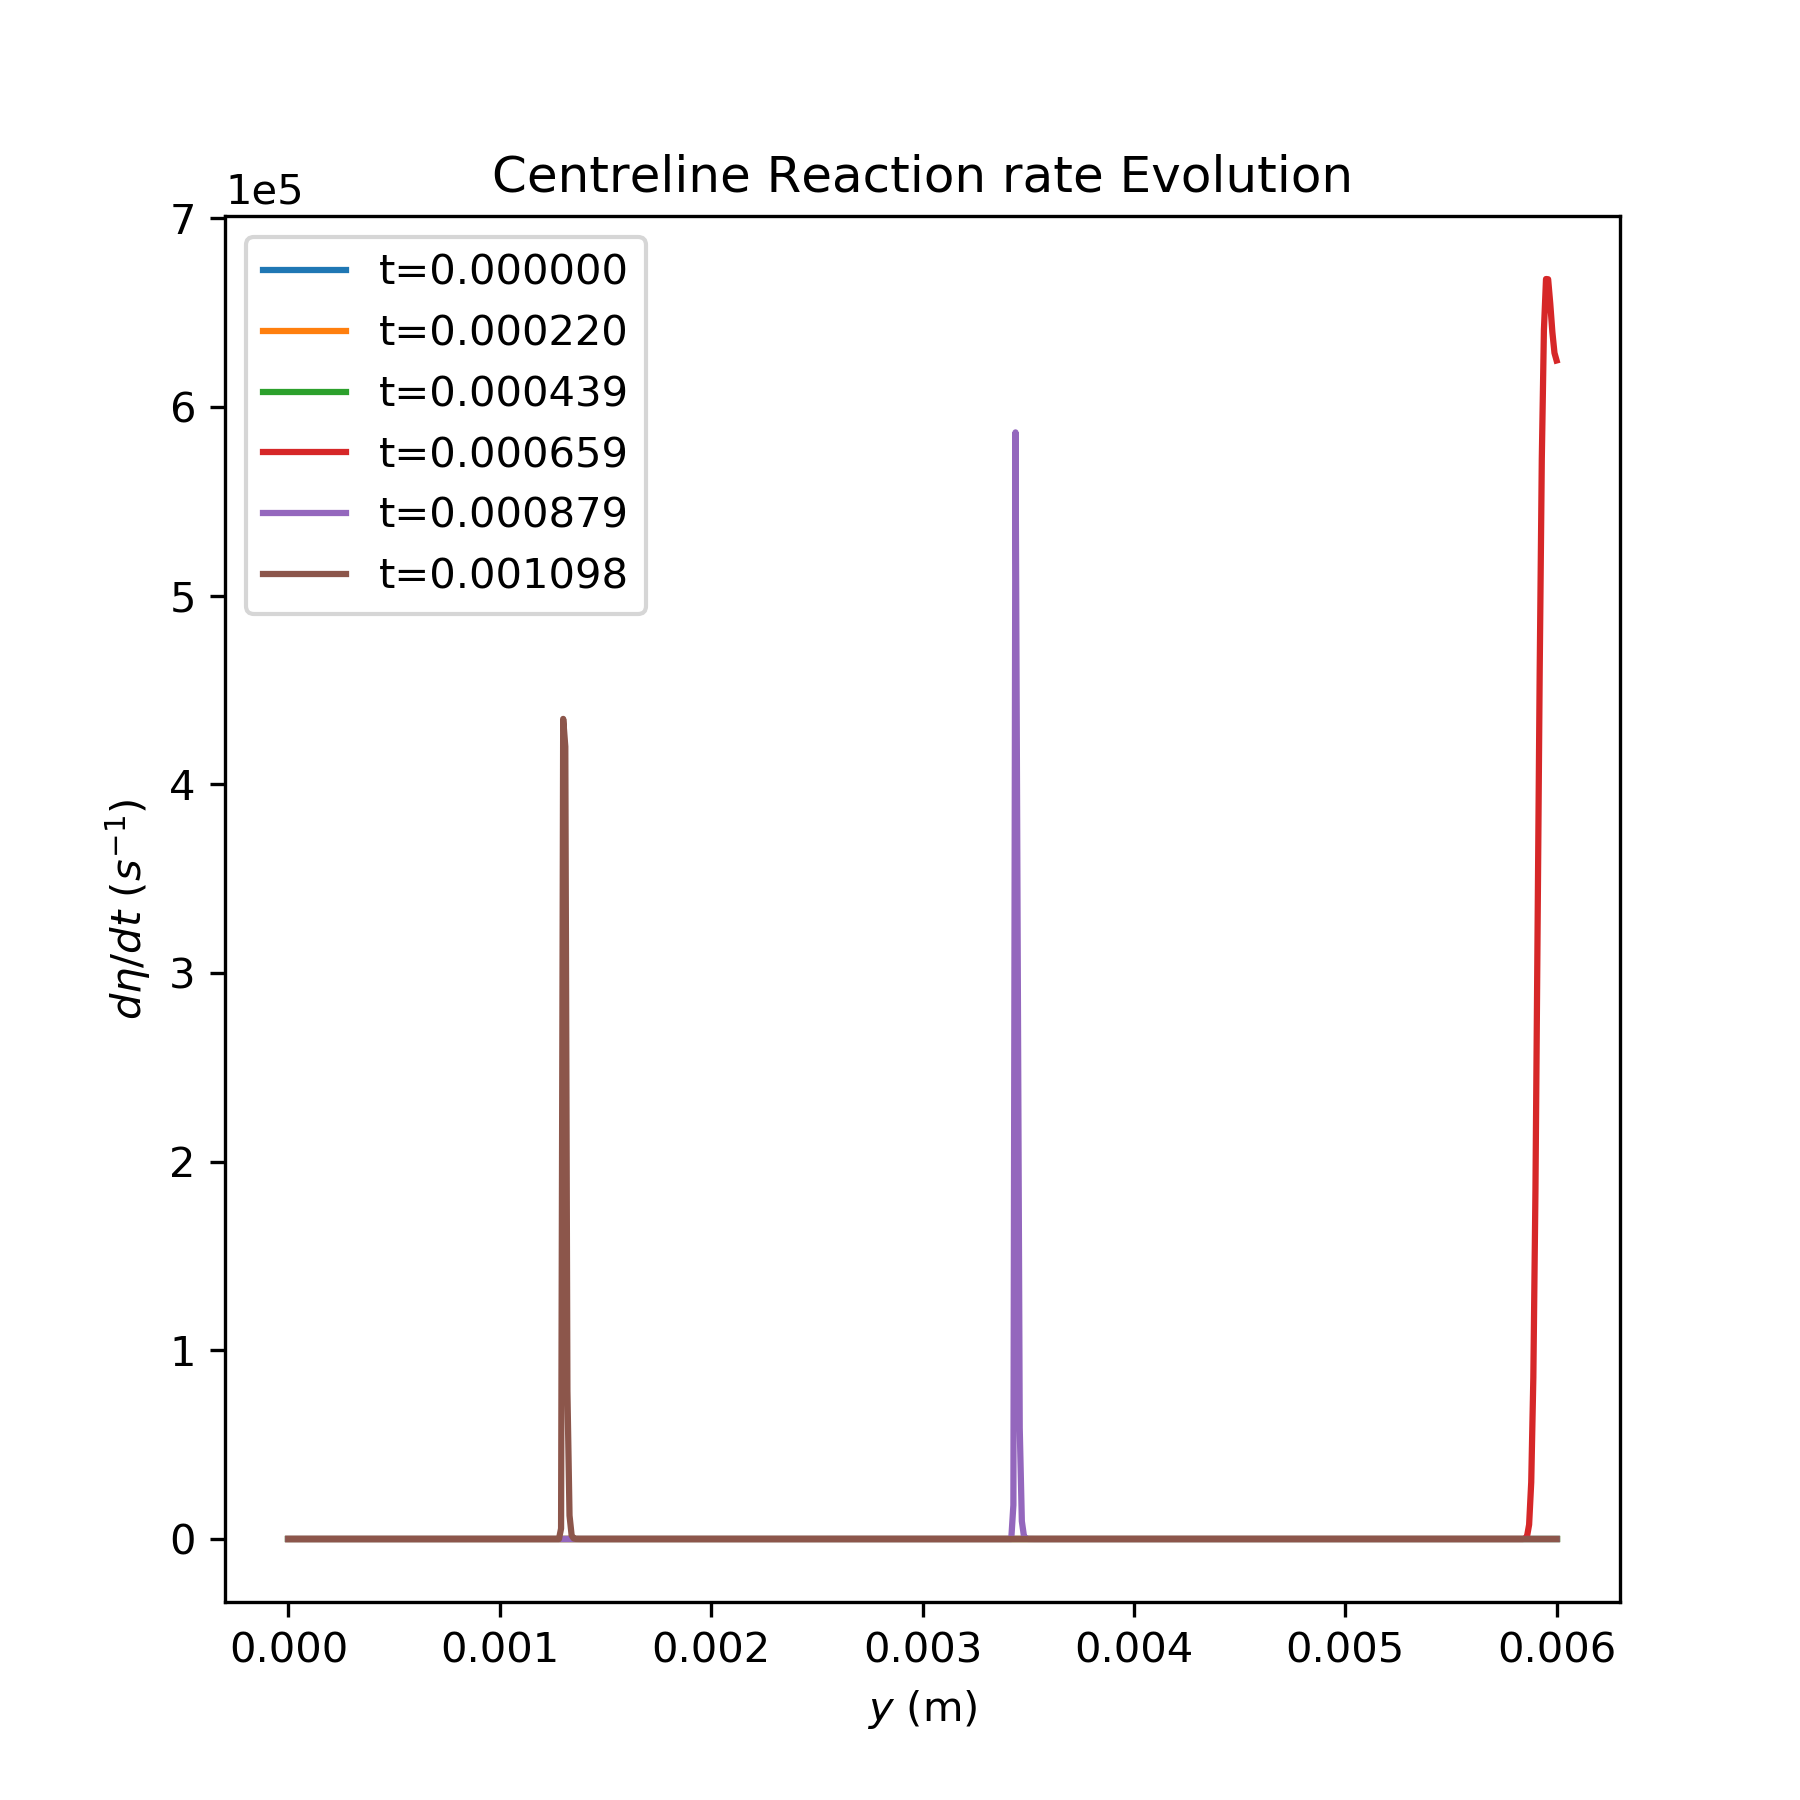 Centreline Reaction rate Evolution
1e5
7
6
5
4
3
2
1
0
t=0.000000
t=0.000220
t=0.000439
t=0.000659
t=0.000879
t=0.001098
dη/dt (s⁻¹)
0.000 0.001 0.002 0.003 0.004 0.005 0.006
y (m)